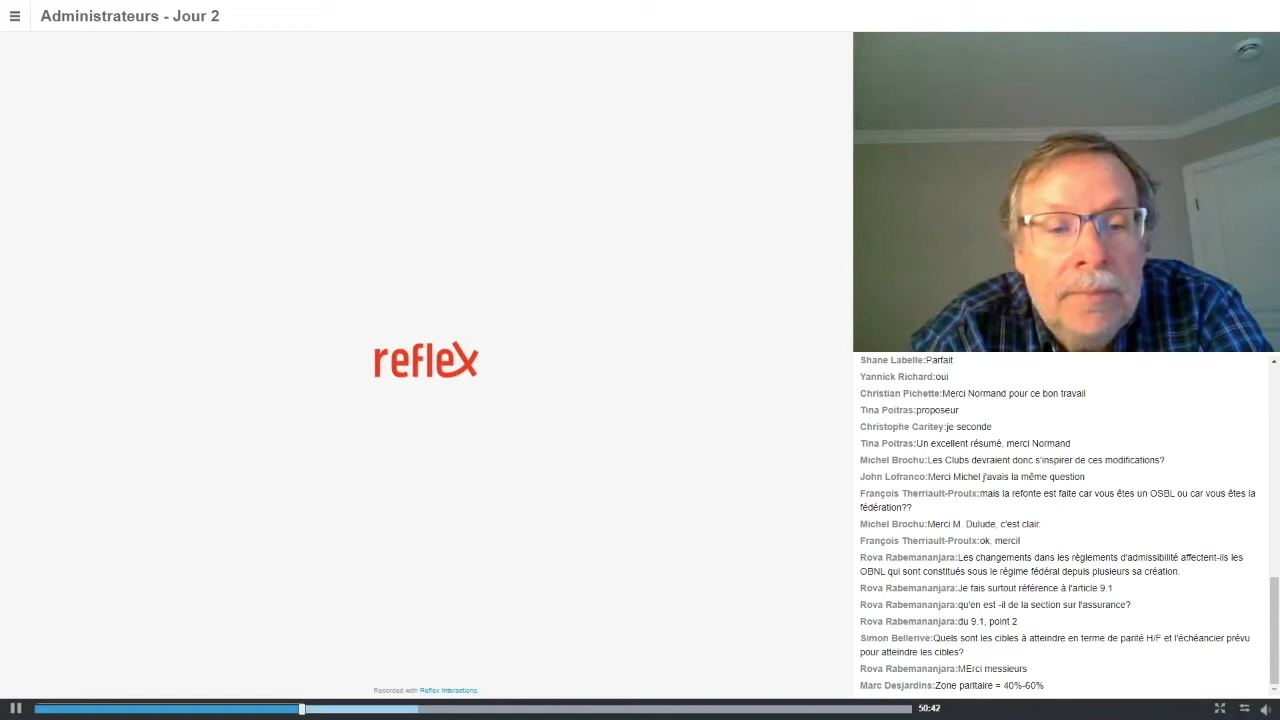 Administrateurs - Jour 2
Shane Labelle:Parfait
Yannick Richard:oui
Christian Pichette:Merci Normand pour ce bon travail
Tina Poitras:proposeur
Christophe Caritey:je seconde
Tina Poitras:Un excellent résumé, merci Normand
Michel Brochu:Les Clubs devraient donc s'inspirer de ces modifications?
John Lofranco:Merci Michel j'avais la même question
François Therriault-Proulx:mais la refonte est faite car vous êtes un OSBL ou car vous êtes la
fédération??
Michel Brochu:Merci M. Dulude, c'est clair.
François Therriault-Proulx:ok, merciI
Rova Rabemananjara:Les changements dans les règlements d'admissibilité affectent-ils les
OBNL qui sont constitués sous le régime fédéral depuis plusieurs sa création.
Rova Rabemananjara:Je fais surtout référence à l'article 9.1
Rova Rabemananjara:qu'en est -il de la section sur l'assurance?
Rova Rabemananjara:du 9.1, point 2
Simon Bellerive:Quels sont les cibles à atteindre en terme de parité H/F et l'échéancier prévu
pour atteindre les cibles?
Rova Rabemananjara:MErci messieurs
Marc Desjardins:Zone paritaire = 40%-60%
reflex
Recorded with Reflex Interactions.
50:42